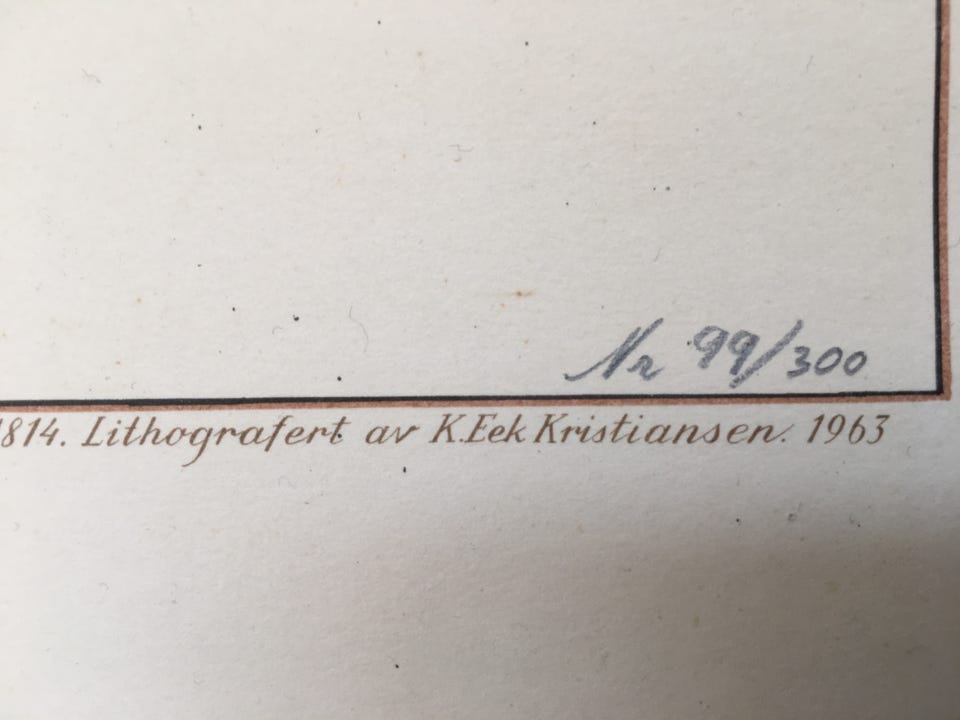 Nr 99/300
1814. Lithografert av K.Eek Kristiansen. 1963